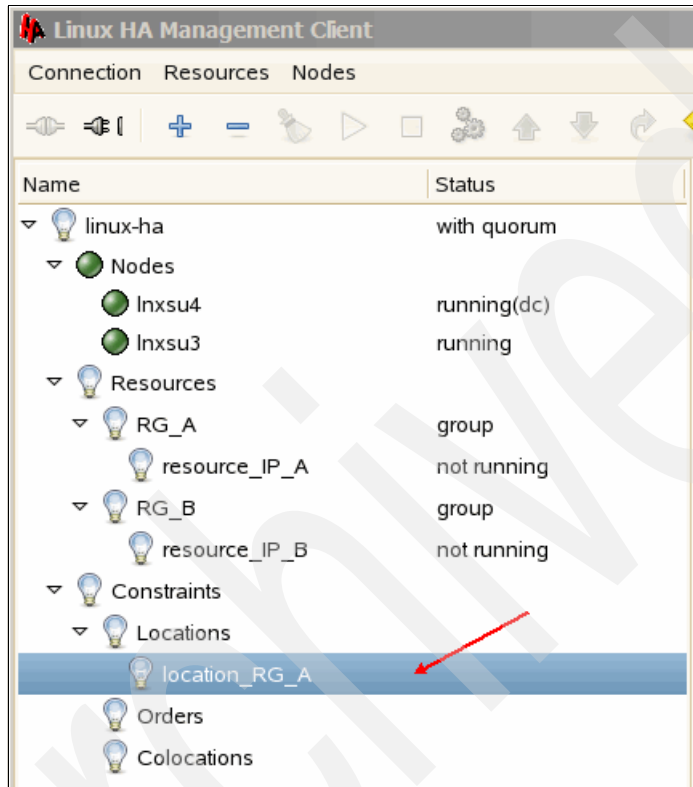 Linux HA Management Client
Connection Resources Nodes
Name Status
linux-ha with quorum
Nodes
lnxsu4 running(dc)
lnxsu3 running
Resources
RG_A group
resource_IP_A not running
RG_B group
resource_IP_B not running
Constraints
Locations
location_RG_A
Orders
Colocations